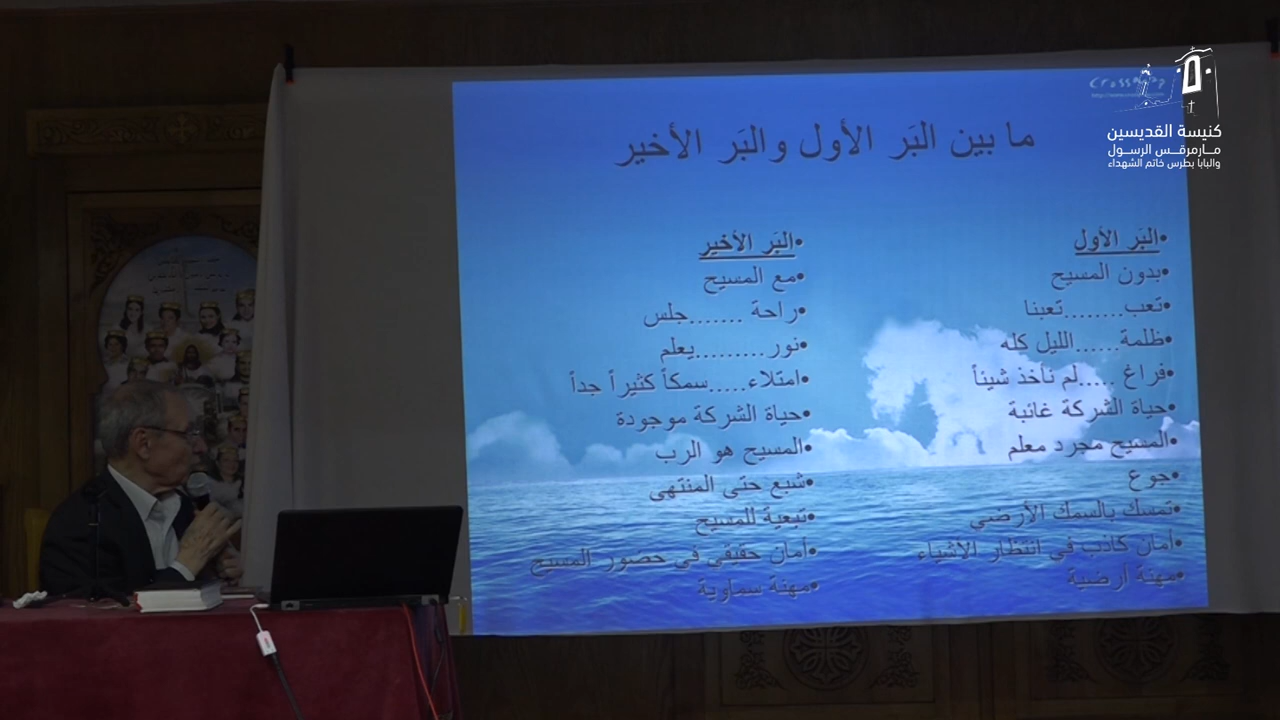 كنيسة القديسين
مارمرقس الرسول
والبابا بطرس خاتم الشهداء
ما بين البَر الأول والبَر الأخير
•البَر الأول
•بدون المسيح
•تعب........تعبنا
•ظلمة......الليل كله
•فراغ .....لم نأخذ شيئاً
•حياة الشركة غائبة
•المسيح مجرد معلم
•جوع
•تمسك بالسمك الأرضي
•أمان كاذب في انتظار الأشياء
•مهنة أرضية
•البَر الأخير
•مع المسيح
•راحة .......جلس
•نور .........يعلم
•امتلاء.....سمكاً كثيراً جداً
•حياة الشركة موجودة
•المسيح هو الرب
•شبع حتى المنتهى
•تبعية للمسيح
•أمان حقيقي في حضور المسيح
•مهنة سماوية